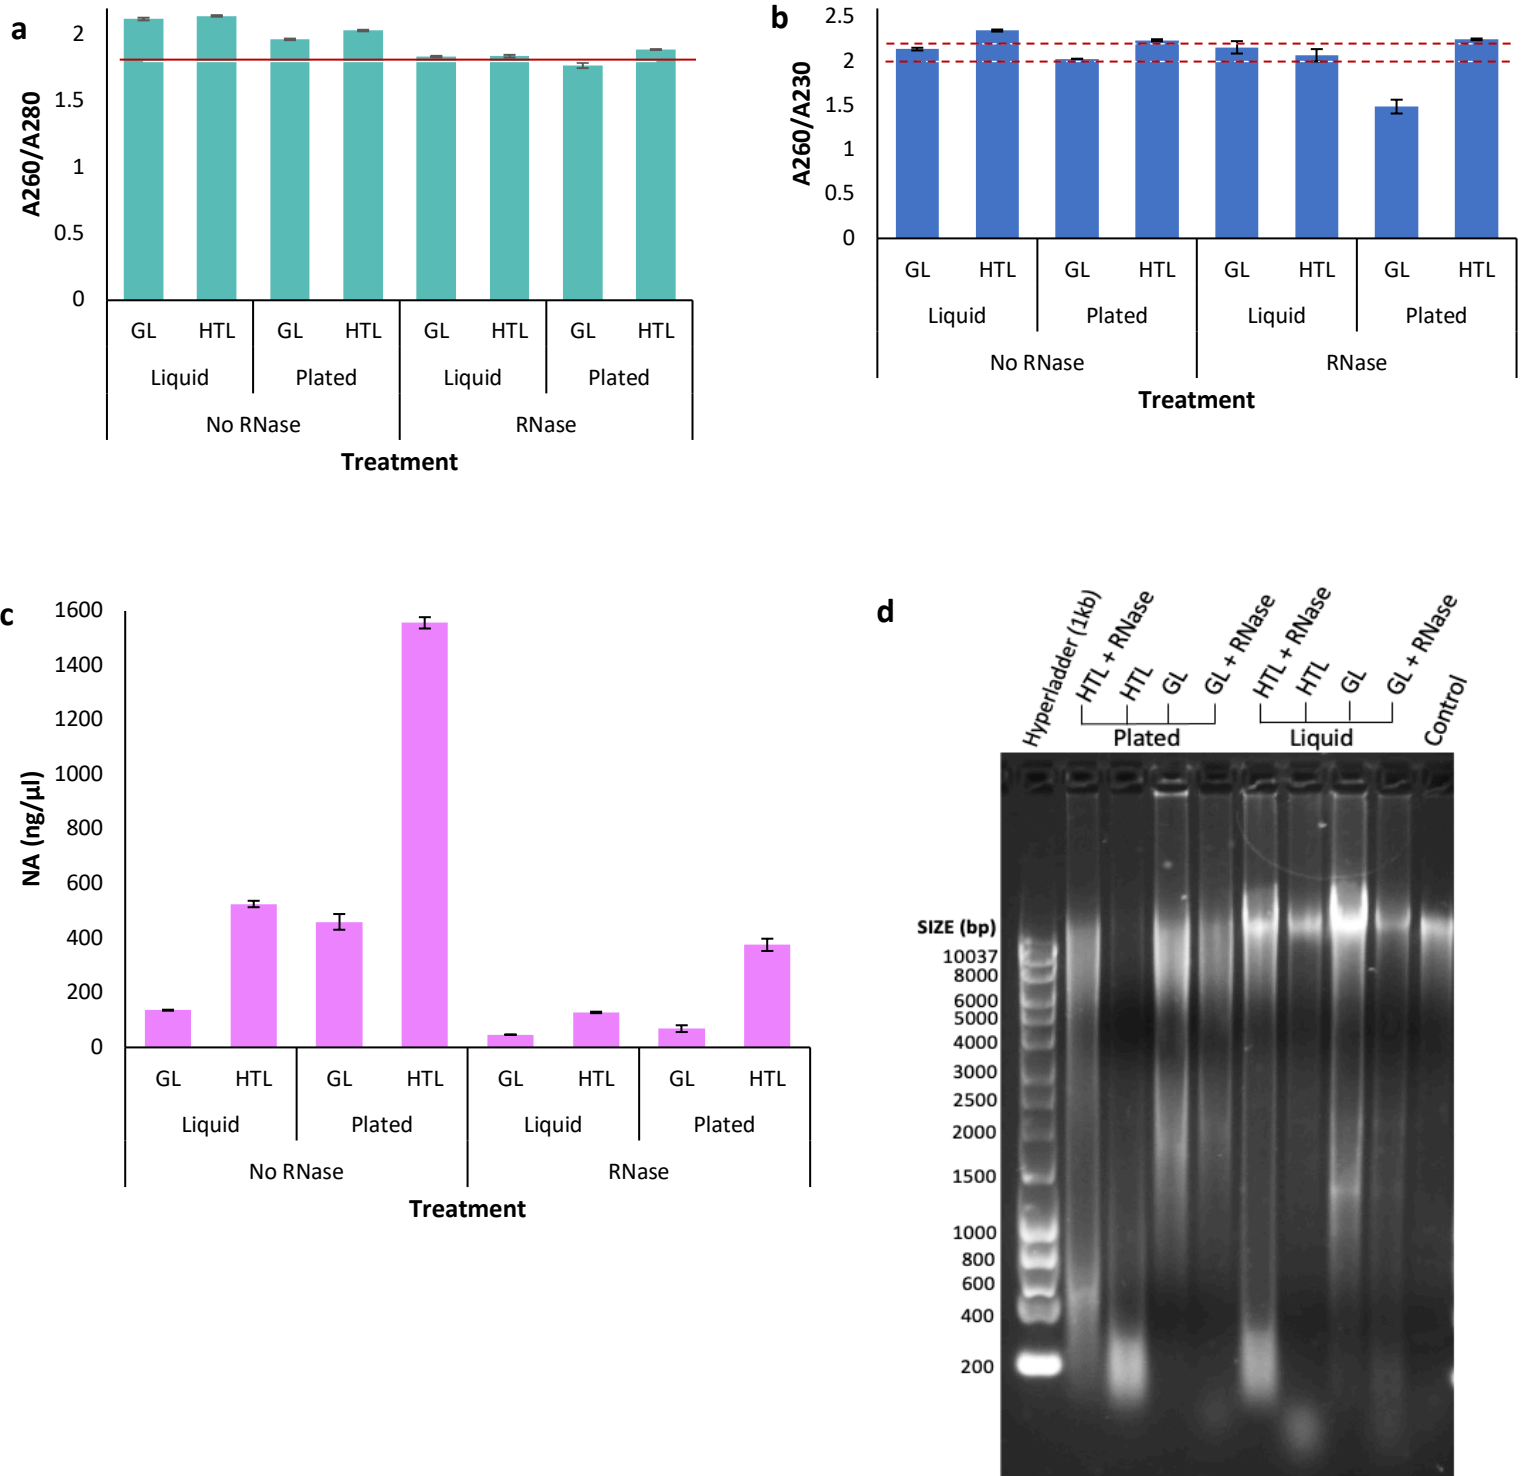 a
A260/A280
2
1.5
1
0.5
0
GL HTL GL HTL GL HTL GL HTL
Liquid Plated Liquid Plated
No RNase RNase
Treatment
b
A260/A230
2.5
2
1.5
1
0.5
0
GL HTL GL HTL GL HTL GL HTL
Liquid Plated Liquid Plated
No RNase RNase
Treatment
c
NA (ng/µl)
1600
1400
1200
1000
800
600
400
200
0
GL HTL GL HTL GL HTL GL HTL
Liquid Plated Liquid Plated
No RNase RNase
Treatment
d
Hyperladder (1kb)
HTL + RNase
HTL
GL
GL + RNase
HTL + RNase
HTL
GL
GL + RNase
Control
Plated Liquid
SIZE (bp)
10037
8000
6000
5000
4000
3000
2500
2000
1500
1000
800
600
400
200